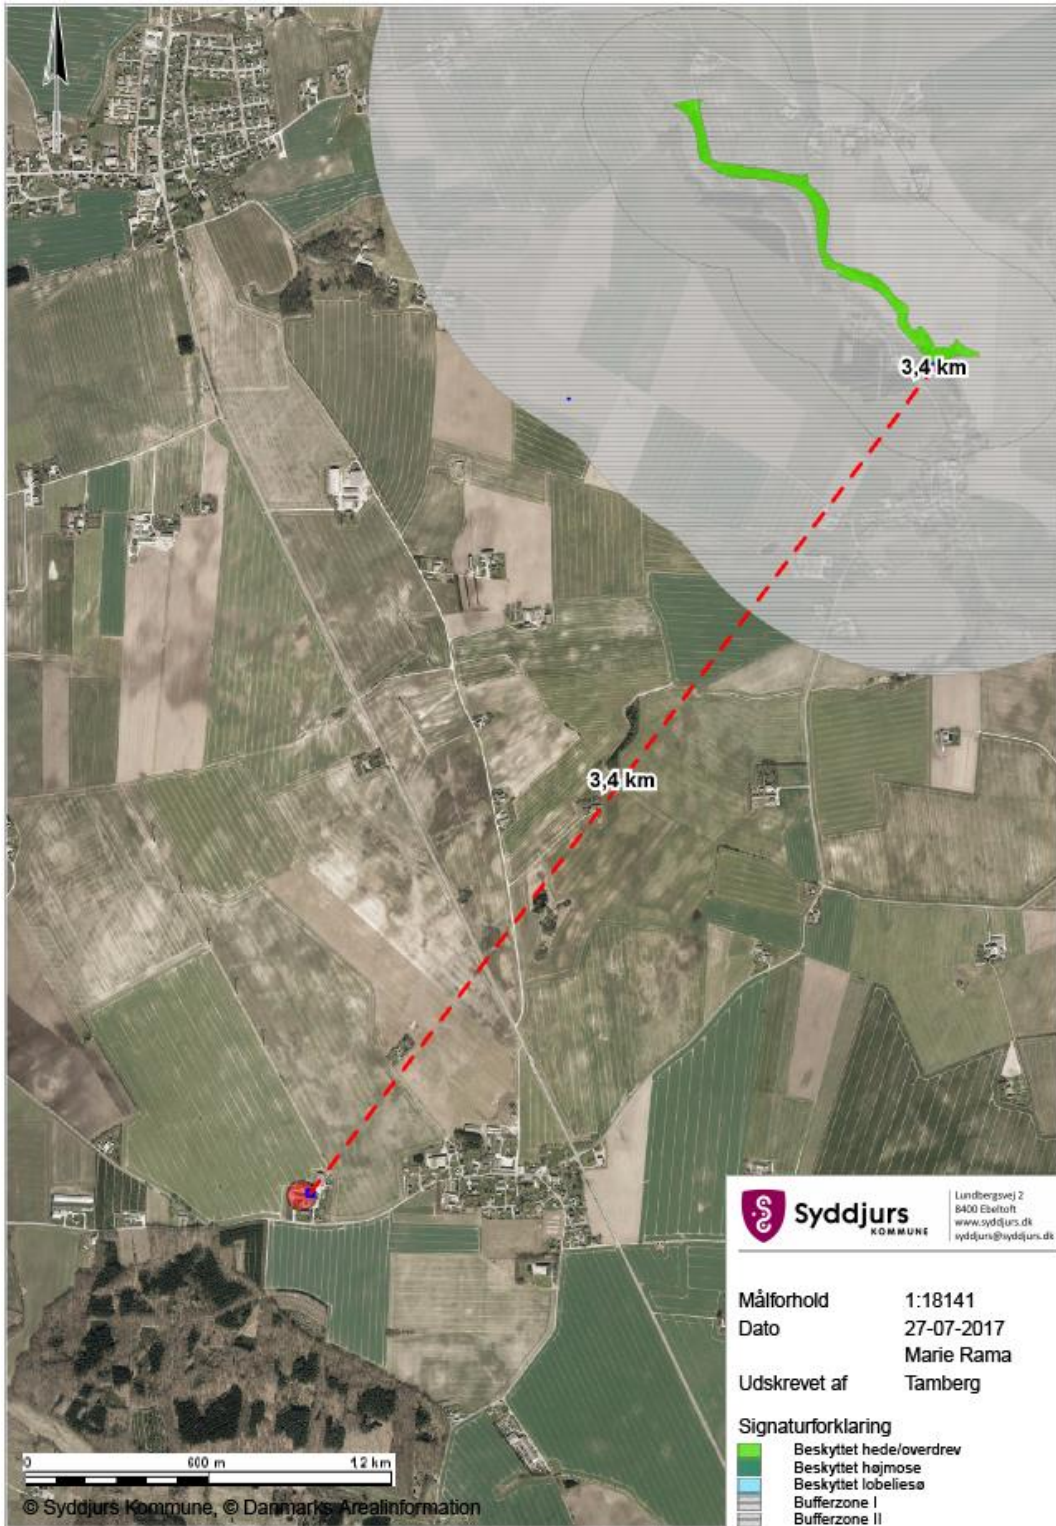 3,4 km
3,4 km
Syddjurs
KOMMUNE
Lundbergsvej 2
8400 Ebeltoft
www.syddjurs.dk
syddjurs@syddjurs.dk
Målforhold 1:18141
Dato 27-07-2017
Marie Rama
Udskrevet af Tamberg
Signaturforklaring
Beskyttet hede/overdrev
Beskyttet højmose
Beskyttet lobeliesø
Bufferzone I
Bufferzone II
0 600 m 1,2 km
© Syddjurs Kommune, © Danmarks Arealinformation